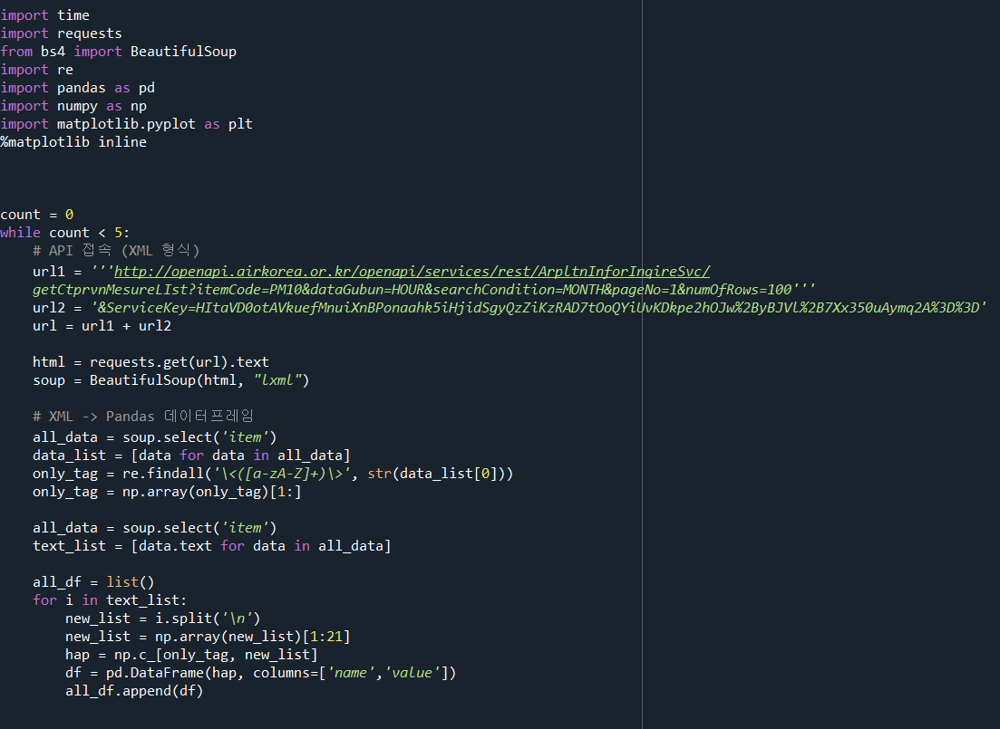 import time
import requests
from bs4 import BeautifulSoup
import re
import pandas as pd
import numpy as np
import matplotlib.pyplot as plt
%matplotlib inline
count = 0
while count < 5:
    # API 접속 (XML 형식)
    url1 = '''http://openapi.airkorea.or.kr/openapi/services/rest/ArpltnInforInqireSvc/
    getCtprvnMesureLIst?itemCode=PM10&dataGubun=HOUR&searchCondition=MONTH&pageNo=1&numOfRows=100'''
    url2 = '&ServiceKey=HItaVD0otAVkuefMnuiXnBPonaahk5iHjidSgyQzZiKzRAD7tOoQYiUvKDkpe2hOJw%2ByBJVl%2B7Xx350uAymq2A%3D%3D'
    url = url1 + url2
    html = requests.get(url).text
    soup = BeautifulSoup(html, "lxml")
    # XML -> Pandas 데이터프레임
    all_data = soup.select('item')
    data_list = [data for data in all_data]
    only_tag = re.findall('\<([a-zA-Z]+)\>', str(data_list[0]))
    only_tag = np.array(only_tag)[1:]
    all_data = soup.select('item')
    text_list = [data.text for data in all_data]
    all_df = list()
    for i in text_list:
        new_list = i.split('\n')
        new_list = np.array(new_list)[1:21]
        hap = np.c_[only_tag, new_list]
        df = pd.DataFrame(hap, columns=['name','value'])
        all_df.append(df)